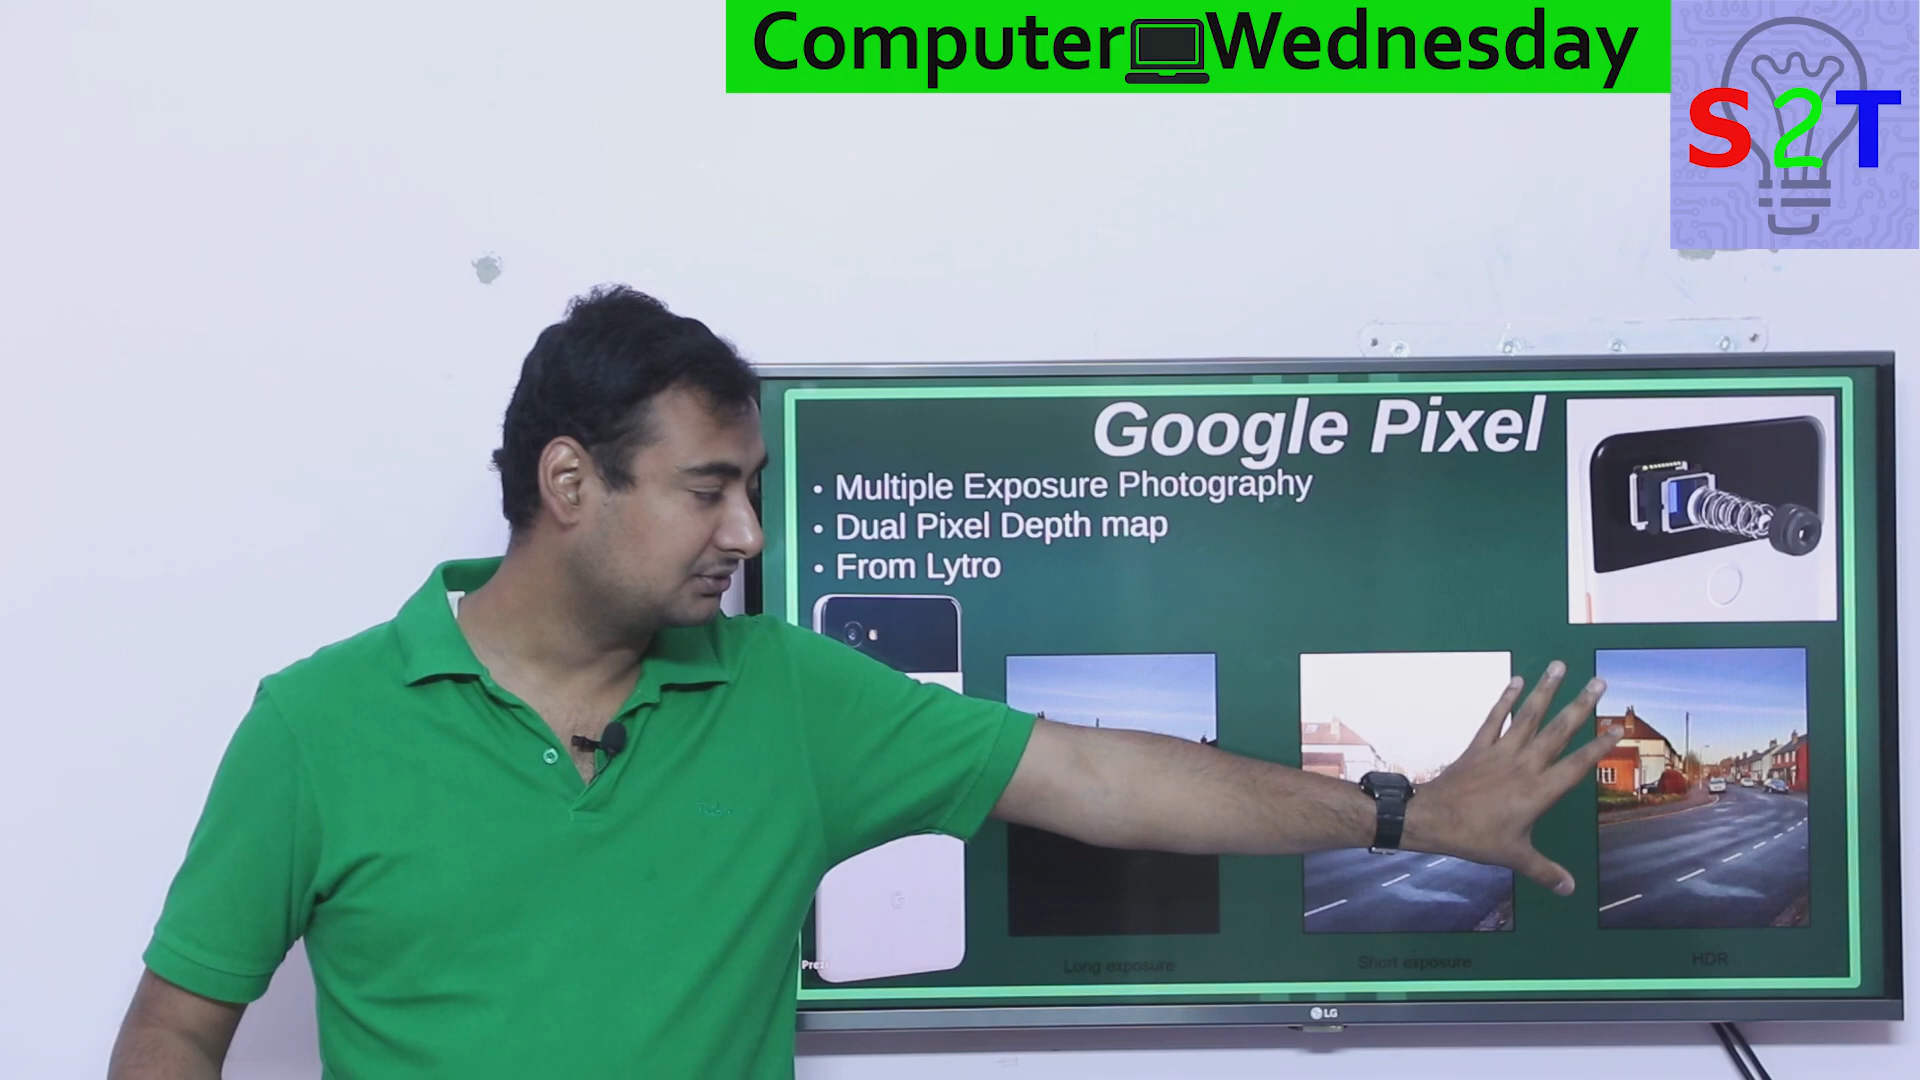 Computer Wednesday
S2T
Google Pixel
• Multiple Exposure Photography
• Dual Pixel Depth map
• From Lytro
G
Prezi
Long exposure
Short exposure
HDR
LG